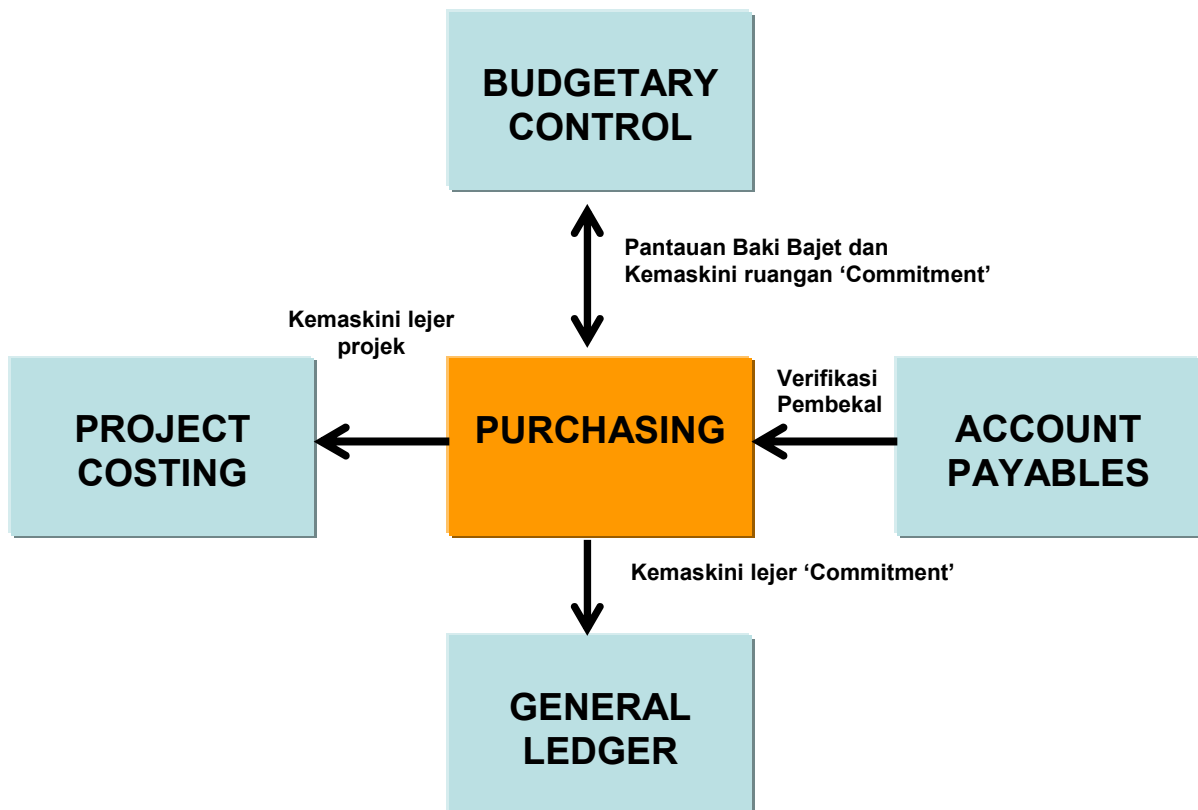 BUDGETARY
CONTROL
Pantauan Baki Bajet dan
Kemaskini ruangan ‘Commitment’
Kemaskini lejer
projek
PROJECT
COSTING
PURCHASING
Verifikasi
Pembekal
ACCOUNT
PAYABLES
Kemaskini lejer ‘Commitment’
GENERAL
LEDGER